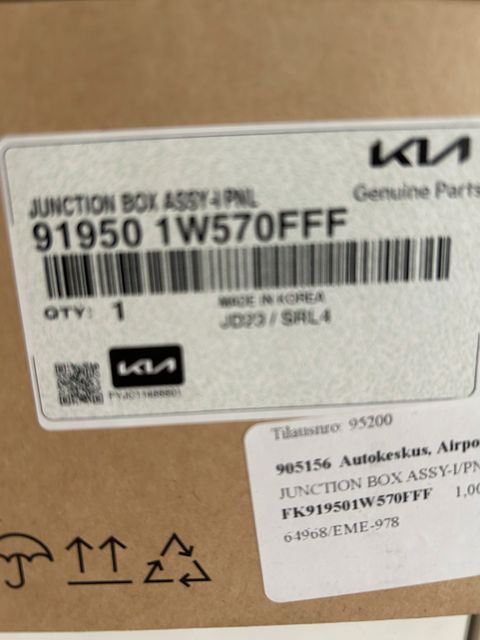 KIA
Genuine Parts
JUNCTION BOX ASSY-I/PNL
91950 1W570FFF
QTY: 1
MADE IN KOREA
JD23 / SRL4
KIA
Tilausnro: 95200
905156 Autokeskus, Airpo
JUNCTION BOX ASSY-I/PN
FK919501W570FFF 1,00
64968/EME-978